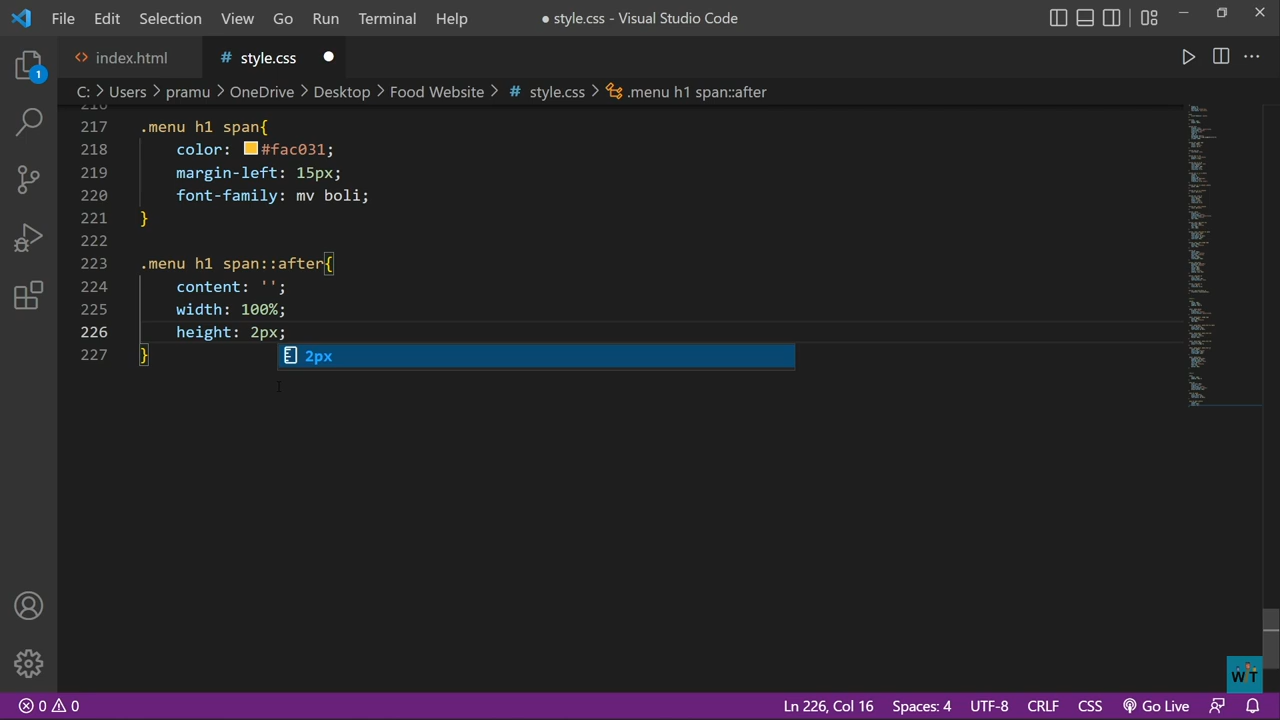 File Edit Selection View Go Run Terminal Help ● style.css - Visual Studio Code
<> index.html # style.css ●
1
C: > Users > pramu > OneDrive > Desktop > Food Website > # style.css > .menu h1 span::after
216
217 .menu h1 span{
218 color: #fac031;
219 margin-left: 15px;
220 font-family: mv boli;
221 }
222
223 .menu h1 span::after{
224 content: '';
225 width: 100%;
226 height: 2px;
227 }
2px
WT
0 0 Ln 226, Col 16 Spaces: 4 UTF-8 CRLF CSS Go Live